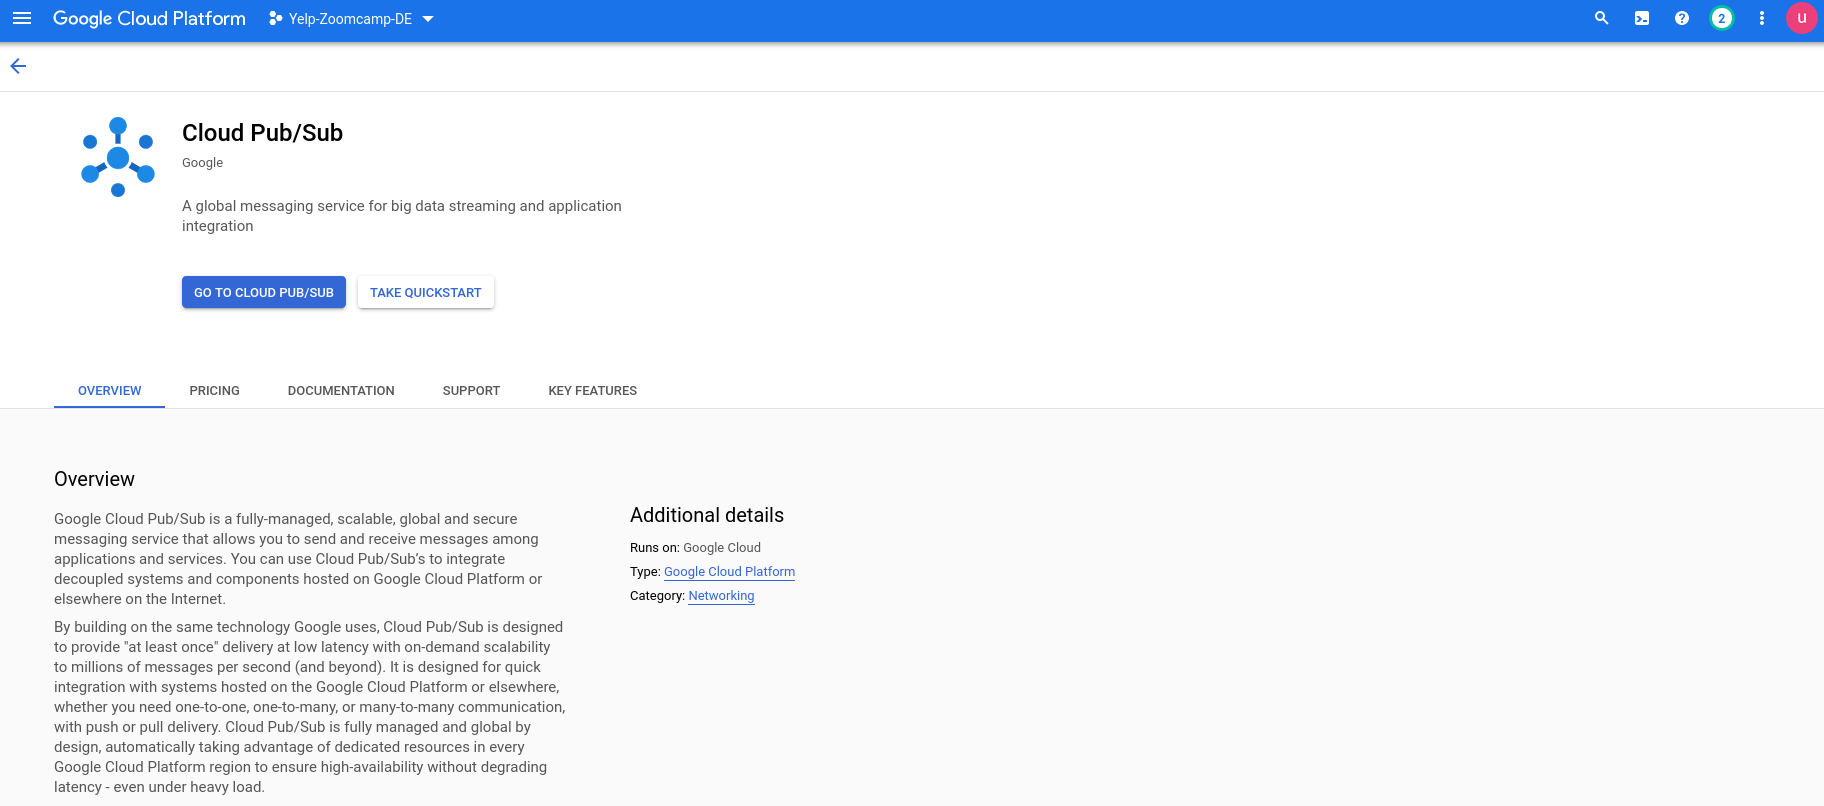 Google Cloud Platform
Yelp-Zoomcamp-DE
2
u
Cloud Pub/Sub
Google
A global messaging service for big data streaming and application
integration
GO TO CLOUD PUB/SUB
TAKE QUICKSTART
OVERVIEW
PRICING
DOCUMENTATION
SUPPORT
KEY FEATURES
Overview
Google Cloud Pub/Sub is a fully-managed, scalable, global and secure
messaging service that allows you to send and receive messages among
applications and services. You can use Cloud Pub/Sub's to integrate
decoupled systems and components hosted on Google Cloud Platform or
elsewhere on the Internet.
By building on the same technology Google uses, Cloud Pub/Sub is designed
to provide "at least once" delivery at low latency with on-demand scalability
to millions of messages per second (and beyond). It is designed for quick
integration with systems hosted on the Google Cloud Platform or elsewhere,
whether you need one-to-one, one-to-many, or many-to-many communication,
with push or pull delivery. Cloud Pub/Sub is fully managed and global by
design, automatically taking advantage of dedicated resources in every
Google Cloud Platform region to ensure high-availability without degrading
latency - even under heavy load.
Additional details
Runs on: Google Cloud
Type: Google Cloud Platform
Category: Networking